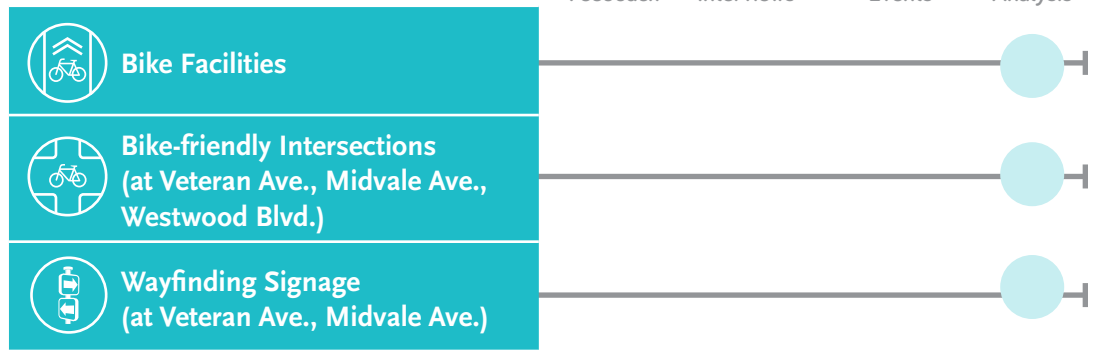 Analysis
Bike Facilities
Bike-friendly Intersections
(at Veteran Ave., Midvale Ave.,
Westwood Blvd.)
Wayfinding Signage
(at Veteran Ave., Midvale Ave.)